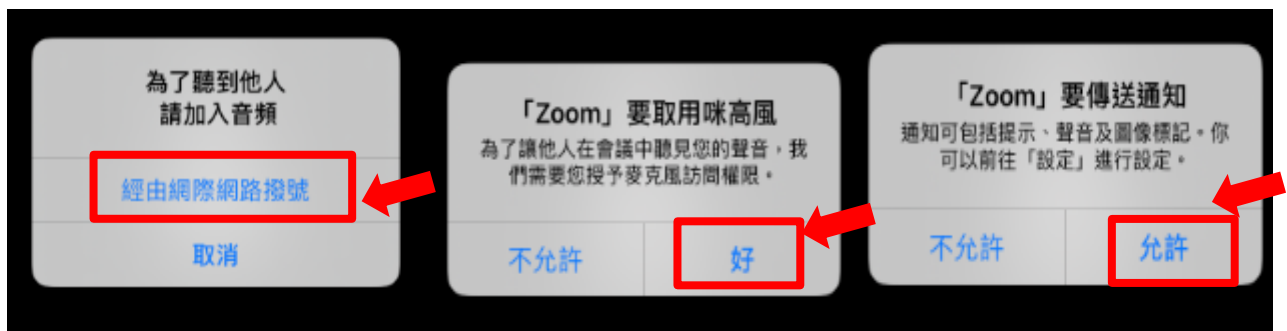 為了聽到他人
請加入音頻
經由網際網路撥號
取消
「Zoom」要取用咪高風
為了讓他人在會議中聽見您的聲音，我
們需要您授予麥克風訪問權限。
不允許
好
「Zoom」要傳送通知
通知可包括提示、聲音及圖像標記。你
可以前往「設定」進行設定。
不允許
允許